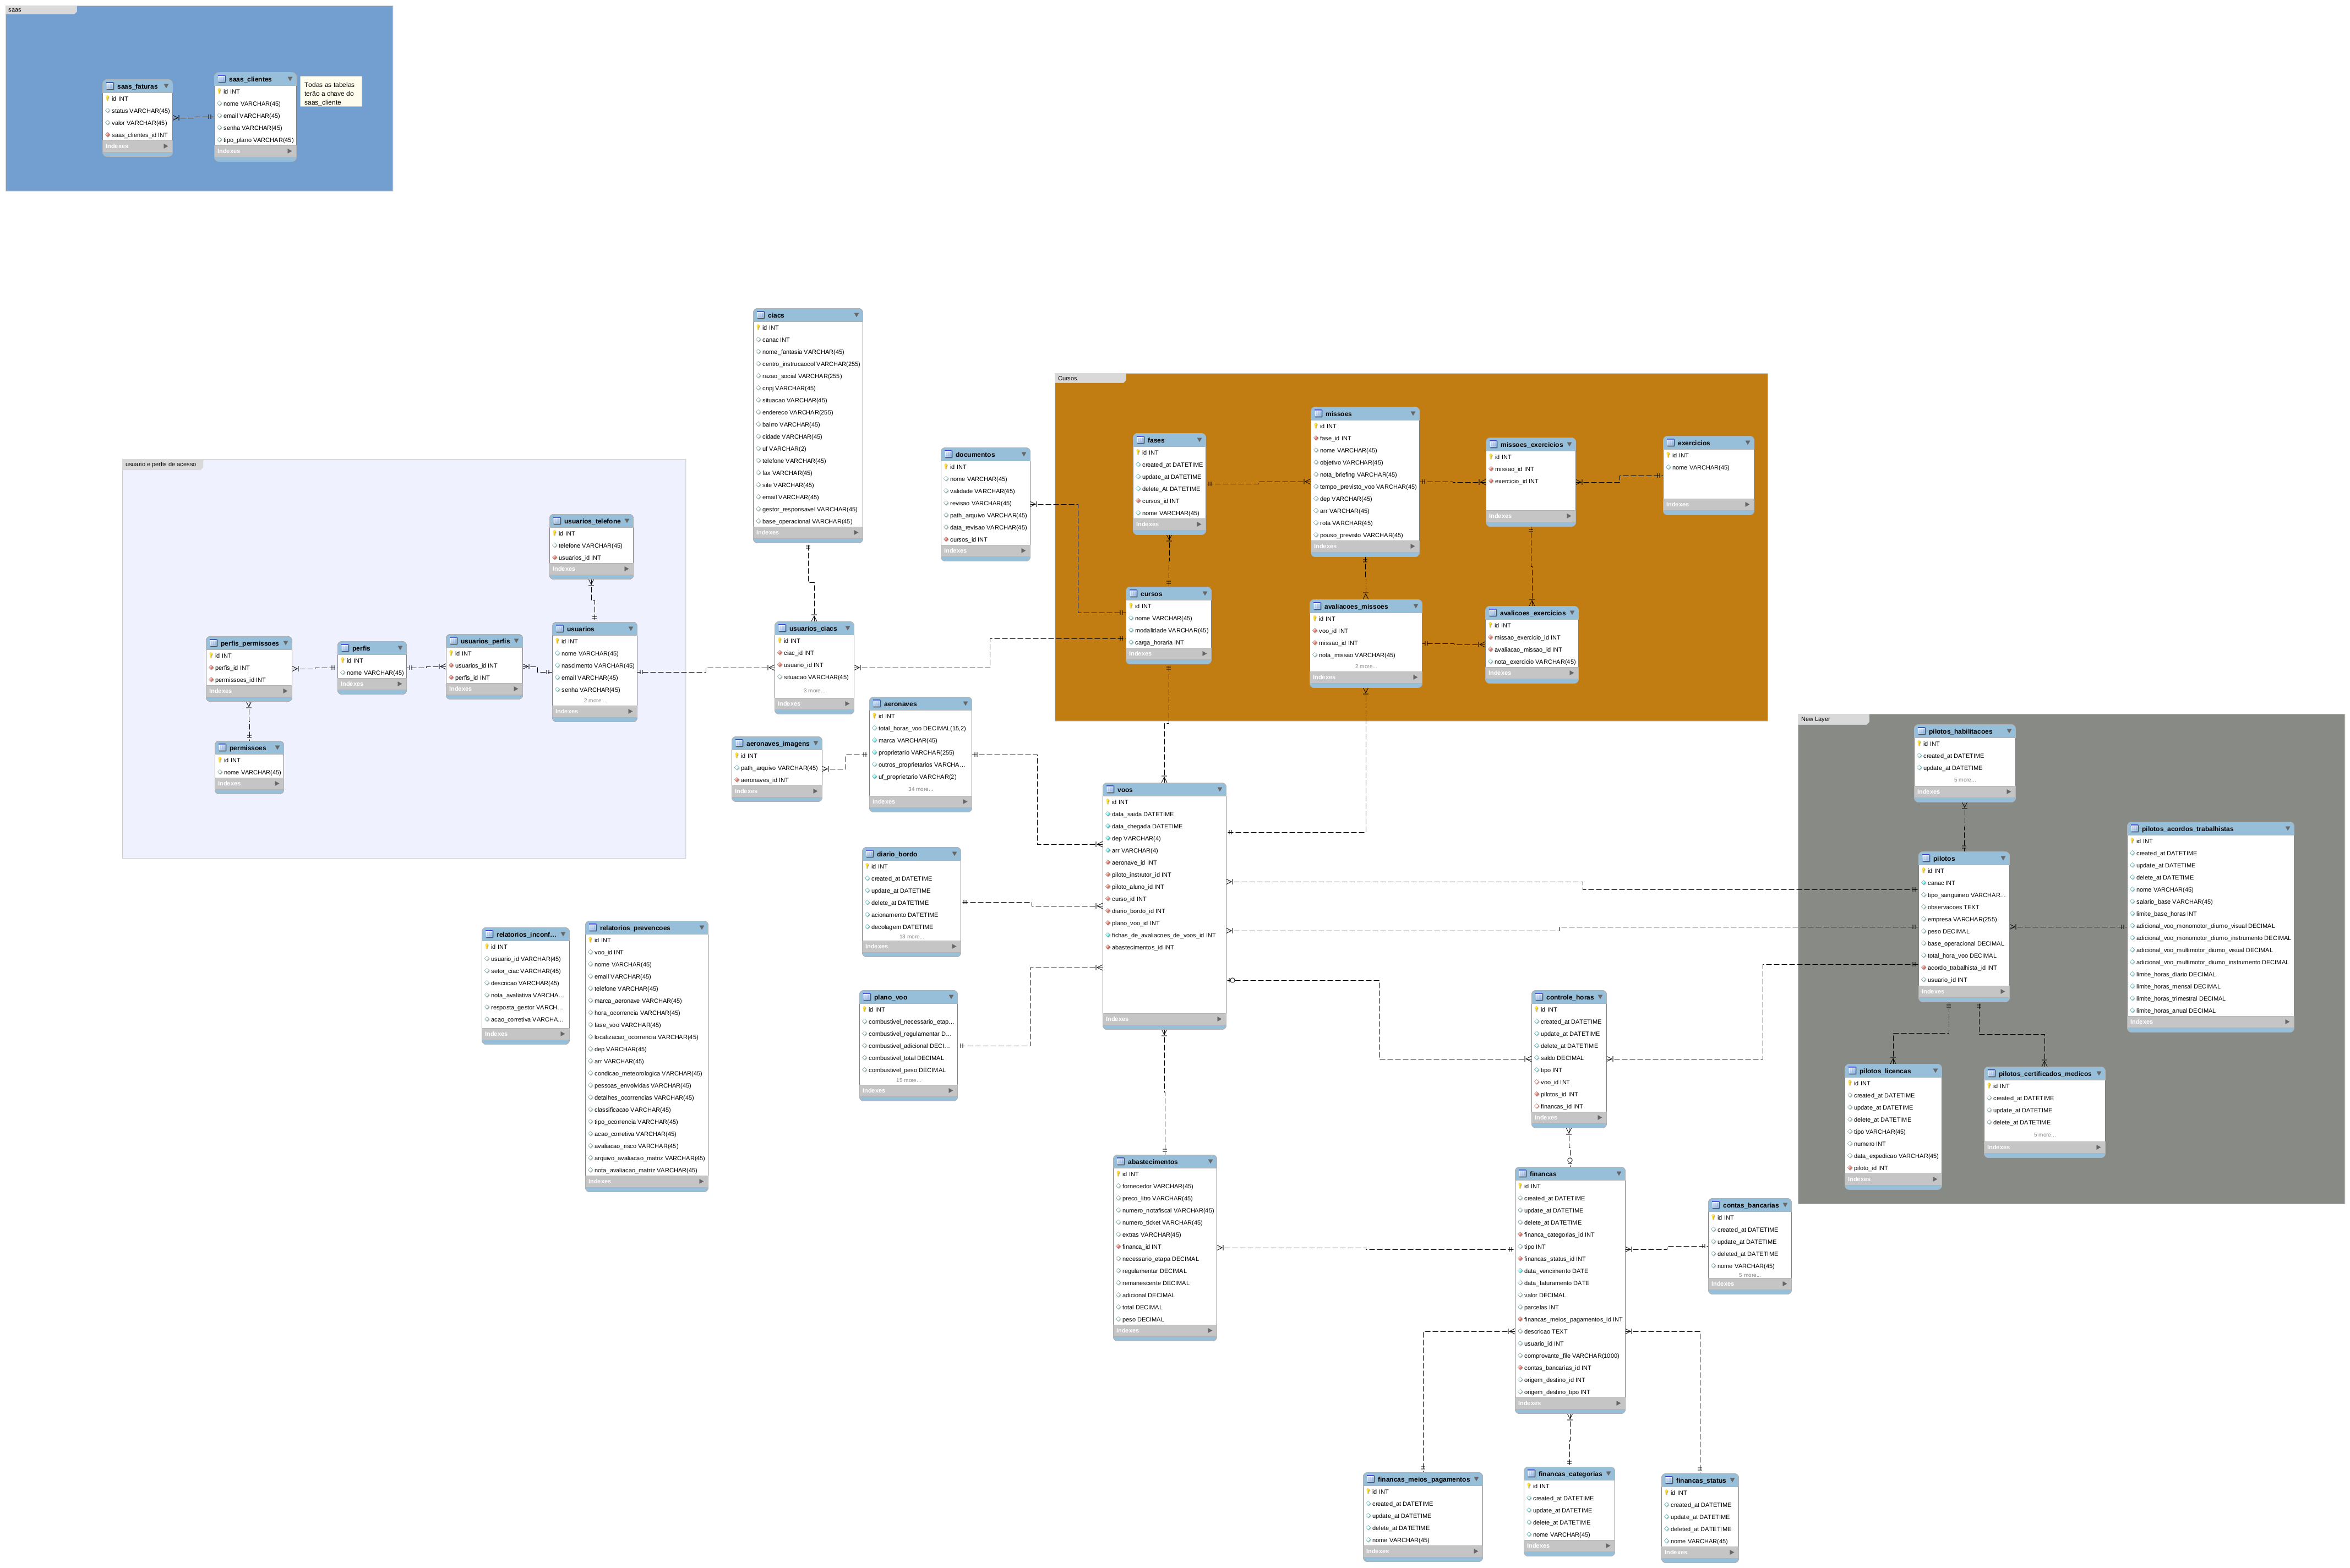 saas
saas_faturas
id INT
status VARCHAR(45)
valor VARCHAR(45)
saas_clientes_id INT
Indexes
saas_clientes
id INT
nome VARCHAR(45)
email VARCHAR(45)
senha VARCHAR(45)
tipo_plano VARCHAR(45)
Indexes
Todas as tabelas
terão a chave do
saas_cliente
ciacs
id INT
canac INT
nome_fantasia VARCHAR(45)
centro_instrucaocol VARCHAR(255)
razao_social VARCHAR(255)
cnpj VARCHAR(45)
situacao VARCHAR(45)
endereco VARCHAR(255)
bairro VARCHAR(45)
cidade VARCHAR(45)
uf VARCHAR(2)
telefone VARCHAR(45)
fax VARCHAR(45)
site VARCHAR(45)
email VARCHAR(45)
gestor_responsavel VARCHAR(45)
base_operacional VARCHAR(45)
Indexes
documentos
id INT
nome VARCHAR(45)
validade VARCHAR(45)
revisao VARCHAR(45)
path_arquivo VARCHAR(45)
data_revisao VARCHAR(45)
cursos_id INT
Indexes
Cursos
fases
id INT
created_at DATETIME
update_at DATETIME
delete_At DATETIME
cursos_id INT
nome VARCHAR(45)
Indexes
missoes
id INT
fase_id INT
nome VARCHAR(45)
objetivo VARCHAR(45)
nota_briefing VARCHAR(45)
tempo_previsto_voo VARCHAR(45)
dep VARCHAR(45)
arr VARCHAR(45)
rota VARCHAR(45)
pouso_previsto VARCHAR(45)
Indexes
missoes_exercicios
id INT
missao_id INT
exercicio_id INT
Indexes
exercicios
id INT
nome VARCHAR(45)
Indexes
cursos
id INT
nome VARCHAR(45)
modalidade VARCHAR(45)
carga_horaria INT
Indexes
avaliacoes_missoes
id INT
voo_id INT
missao_id INT
nota_missao VARCHAR(45)
2 more...
Indexes
avalicoes_exercicios
id INT
missao_exercicio_id INT
avaliacao_missao_id INT
nota_exercicio VARCHAR(45)
Indexes
usuario e perfis de acesso
usuarios_telefone
id INT
telefone VARCHAR(45)
usuarios_id INT
Indexes
perfis_permissoes
id INT
perfis_id INT
permissoes_id INT
Indexes
perfis
id INT
nome VARCHAR(45)
Indexes
usuarios_perfis
id INT
usuarios_id INT
perfis_id INT
Indexes
usuarios
id INT
nome VARCHAR(45)
nascimento VARCHAR(45)
email VARCHAR(45)
senha VARCHAR(45)
2 more...
Indexes
permissoes
id INT
nome VARCHAR(45)
Indexes
usuarios_ciacs
id INT
ciac_id INT
usuario_id INT
situacao VARCHAR(45)
3 more...
Indexes
aeronaves_imagens
id INT
path_arquivo VARCHAR(45)
aeronaves_id INT
Indexes
aeronaves
id INT
total_horas_voo DECIMAL(15,2)
marca VARCHAR(45)
proprietario VARCHAR(255)
outros_proprietarios VARCHA...
uf_proprietario VARCHAR(2)
34 more...
Indexes
diario_bordo
id INT
created_at DATETIME
update_at DATETIME
delete_at DATETIME
acionamento DATETIME
decolagem DATETIME
13 more...
Indexes
plano_voo
id INT
combustivel_necessario_etap...
combustivel_regulamentar D...
combustivel_adicional DECI...
combustivel_total DECIMAL
combustivel_peso DECIMAL
15 more...
Indexes
voos
id INT
data_saida DATETIME
data_chegada DATETIME
dep VARCHAR(4)
arr VARCHAR(4)
aeronave_id INT
piloto_instrutor_id INT
piloto_aluno_id INT
curso_id INT
diario_bordo_id INT
plano_voo_id INT
fichas_de_avaliacoes_de_voos_id INT
abastecimentos_id INT
Indexes
relatorios_inconf...
id INT
usuario_id VARCHAR(45)
setor_ciac VARCHAR(45)
descricao VARCHAR(45)
nota_avaliativa VARCHA...
resposta_gestor VARCH...
acao_corretiva VARCHA...
Indexes
relatorios_prevencoes
id INT
voo_id INT
nome VARCHAR(45)
email VARCHAR(45)
telefone VARCHAR(45)
marca_aeronave VARCHAR(45)
hora_ocorrencia VARCHAR(45)
fase_voo VARCHAR(45)
localizacao_ocorrencia VARCHAR(45)
dep VARCHAR(45)
arr VARCHAR(45)
condicao_meteorologica VARCHAR(45)
pessoas_envolvidas VARCHAR(45)
detalhes_ocorrencias VARCHAR(45)
classificacao VARCHAR(45)
tipo_ocorrencia VARCHAR(45)
acao_corretiva VARCHAR(45)
avaliacao_risco VARCHAR(45)
arquivo_avaliacao_matriz VARCHAR(45)
nota_avaliacao_matriz VARCHAR(45)
Indexes
New Layer
pilotos_habilitacoes
id INT
created_at DATETIME
update_at DATETIME
5 more...
Indexes
pilotos
id INT
canac INT
tipo_sanguineo VARCHAR...
observacoes TEXT
empresa VARCHAR(255)
peso DECIMAL
base_operacional DECIMAL
total_hora_voo DECIMAL
acordo_trabalhista_id INT
usuario_id INT
Indexes
pilotos_acordos_trabalhistas
id INT
created_at DATETIME
update_at DATETIME
delete_at DATETIME
nome VARCHAR(45)
salario_base VARCHAR(45)
limite_base_horas INT
adicional_voo_monomotor_diurno_visual DECIMAL
adicional_voo_monomotor_diurno_instrumento DECIMAL
adicional_voo_multimotor_diurno_visual DECIMAL
adicional_voo_multimotor_diurno_instrumento DECIMAL
limite_horas_diario DECIMAL
limite_horas_mensal DECIMAL
limite_horas_trimestral DECIMAL
limite_horas_anual DECIMAL
Indexes
pilotos_licencas
id INT
created_at DATETIME
update_at DATETIME
delete_at DATETIME
tipo VARCHAR(45)
numero INT
data_expedicao VARCHAR(45)
piloto_id INT
Indexes
pilotos_certificados_medicos
id INT
created_at DATETIME
update_at DATETIME
delete_at DATETIME
5 more...
Indexes
controle_horas
id INT
created_at DATETIME
update_at DATETIME
delete_at DATETIME
saldo DECIMAL
tipo INT
voo_id INT
pilotos_id INT
financas_id INT
Indexes
abastecimentos
id INT
fornecedor VARCHAR(45)
preco_litro VARCHAR(45)
numero_notafiscal VARCHAR(45)
numero_ticket VARCHAR(45)
extras VARCHAR(45)
financa_id INT
necessario_etapa DECIMAL
regulamentar DECIMAL
remanescente DECIMAL
adicional DECIMAL
total DECIMAL
peso DECIMAL
Indexes
financas
id INT
created_at DATETIME
update_at DATETIME
delete_at DATETIME
financa_categorias_id INT
tipo INT
financas_status_id INT
data_vencimento DATE
data_faturamento DATE
valor DECIMAL
parcelas INT
financas_meios_pagamentos_id INT
descricao TEXT
usuario_id INT
comprovante_file VARCHAR(1000)
contas_bancarias_id INT
origem_destino_id INT
origem_destino_tipo INT
Indexes
contas_bancarias
id INT
created_at DATETIME
update_at DATETIME
deleted_at DATETIME
nome VARCHAR(45)
5 more...
Indexes
financas_meios_pagamentos
id INT
created_at DATETIME
update_at DATETIME
delete_at DATETIME
nome VARCHAR(45)
Indexes
financas_categorias
id INT
created_at DATETIME
update_at DATETIME
delete_at DATETIME
nome VARCHAR(45)
Indexes
financas_status
id INT
created_at DATETIME
update_at DATETIME
deleted_at DATETIME
nome VARCHAR(45)
Indexes